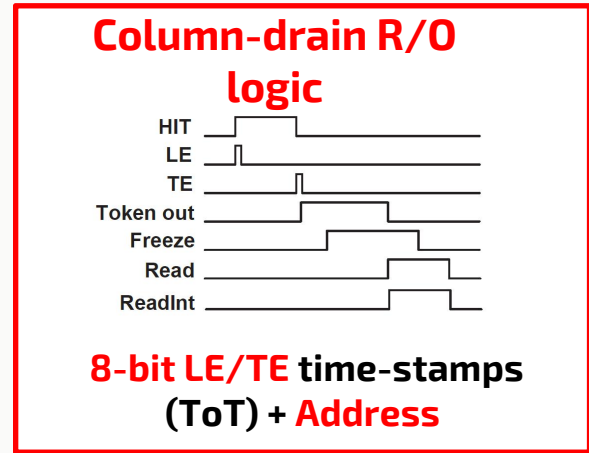 Column-drain R/O
logic
HIT
LE
TE
Token out
Freeze
Read
ReadInt
8-bit LE/TE time-stamps
(ToT) + Address